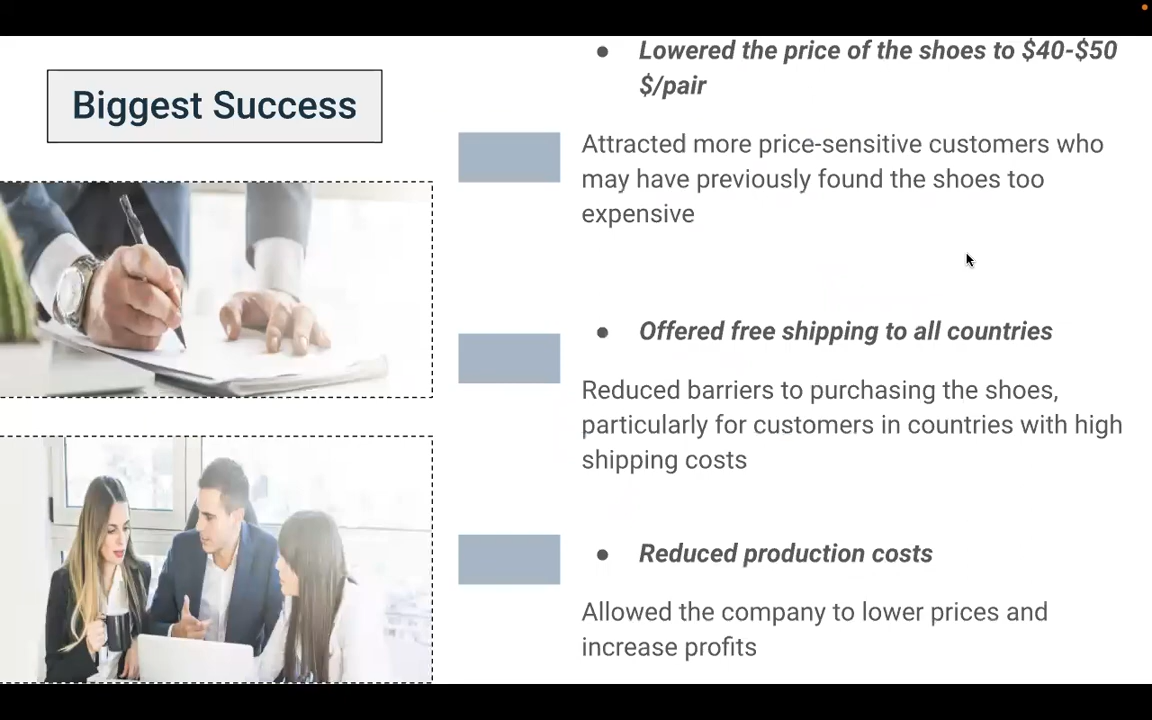 Biggest Success
● Lowered the price of the shoes to $40-$50
$/pair
Attracted more price-sensitive customers who
may have previously found the shoes too
expensive
● Offered free shipping to all countries
Reduced barriers to purchasing the shoes,
particularly for customers in countries with high
shipping costs
● Reduced production costs
Allowed the company to lower prices and
increase profits